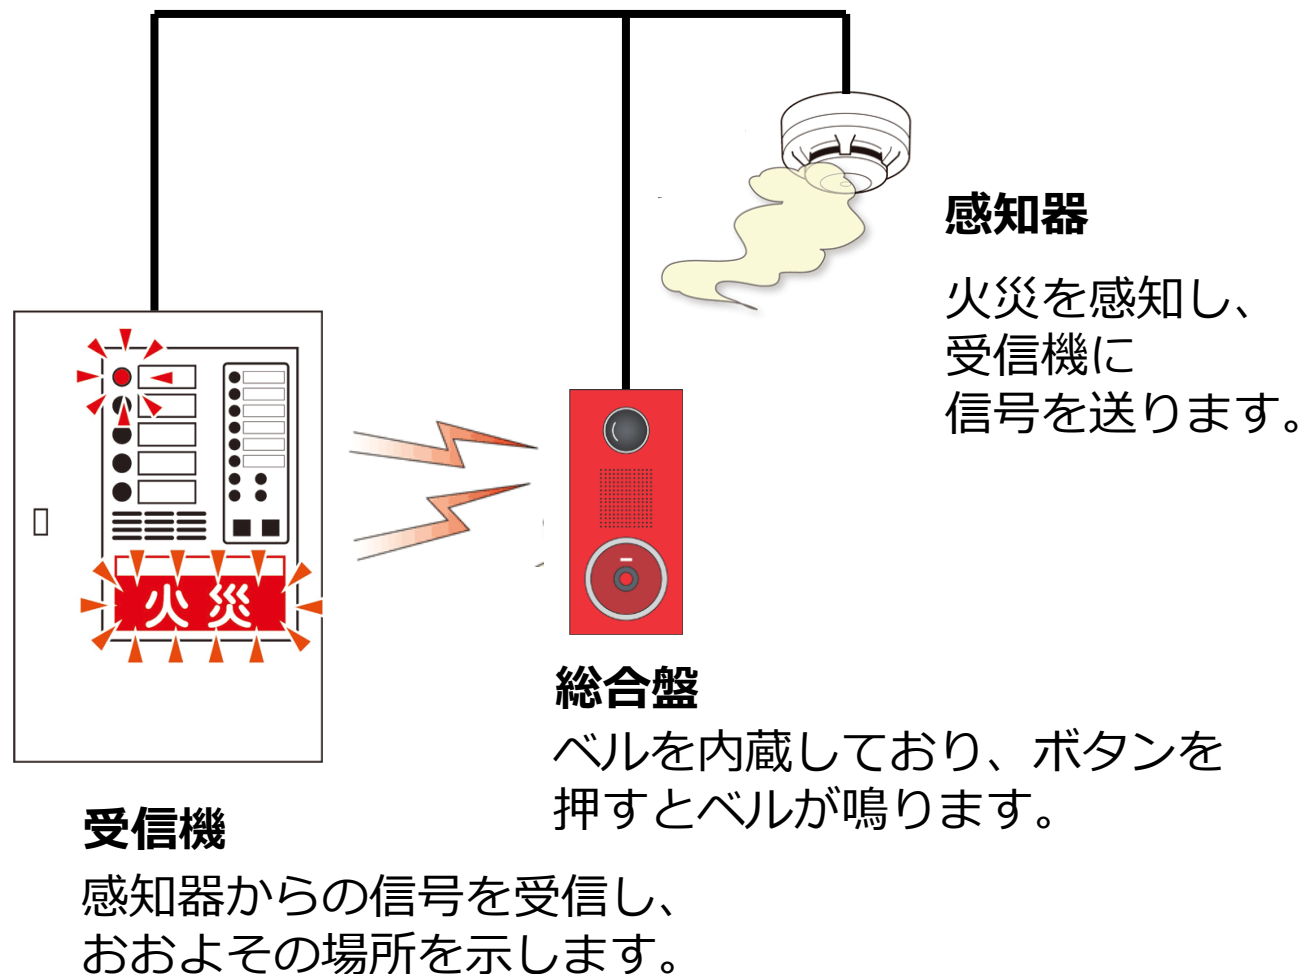 感知器
火災を感知し、
受信機に
信号を送ります。
火災
総合盤
ベルを内蔵しており、ボタンを
押すとベルが鳴ります。
受信機
感知器からの信号を受信し、
おおよその場所を示します。